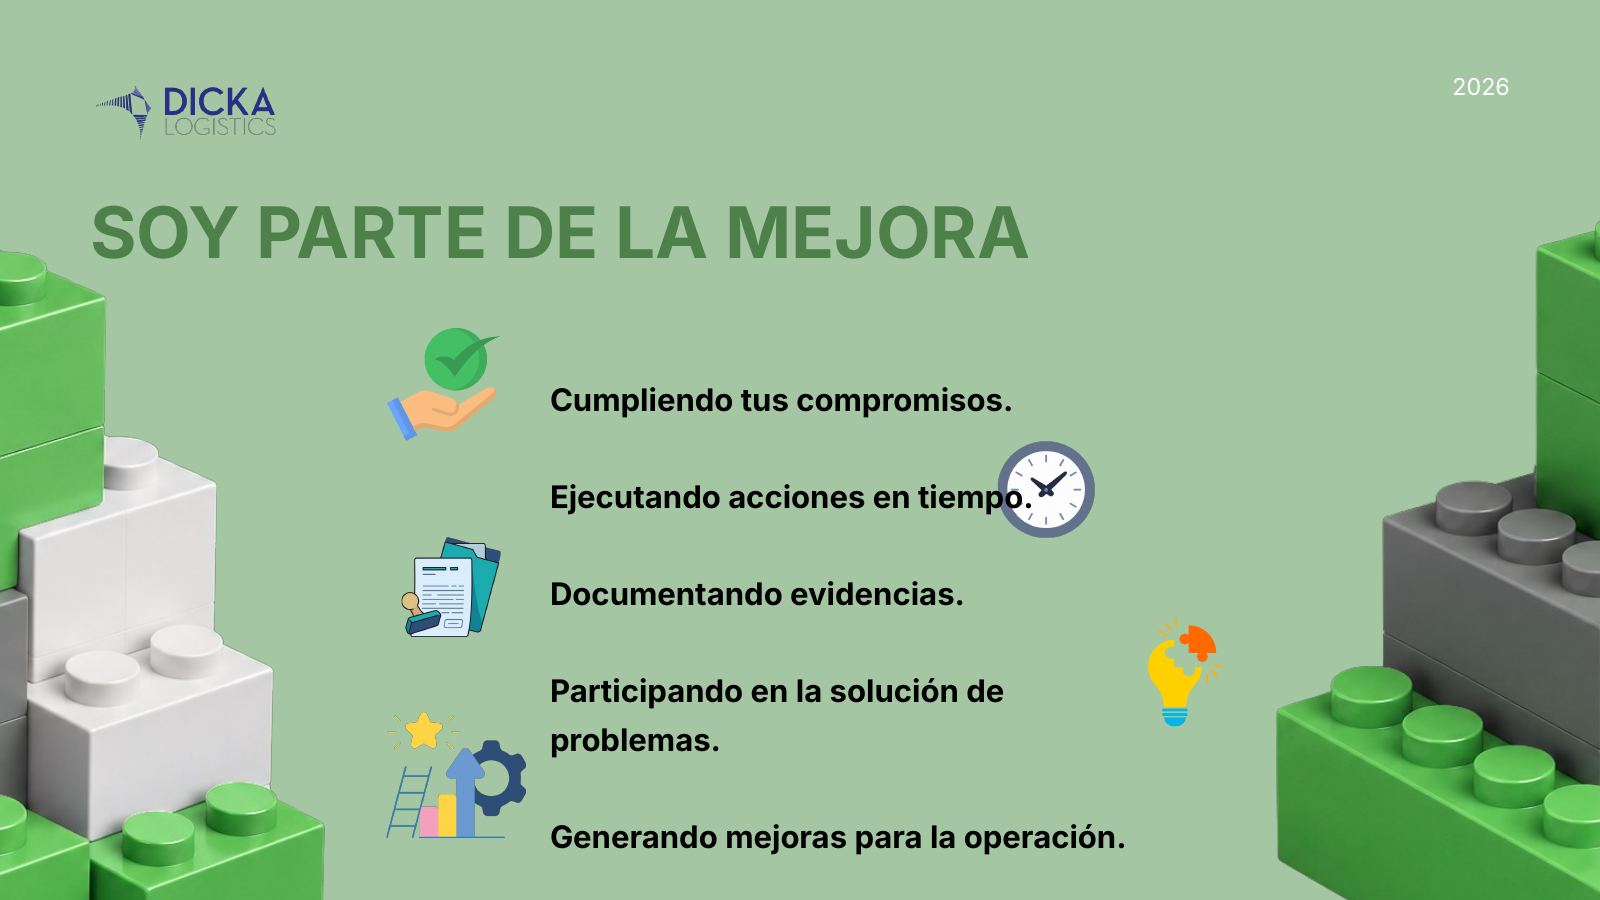 DICKA
LOGISTICS
2026
SOY PARTE DE LA MEJORA
Cumpliendo tus compromisos.
Ejecutando acciones en tiempo.
Documentando evidencias.
Participando en la solución de
problemas.
Generando mejoras para la operación.